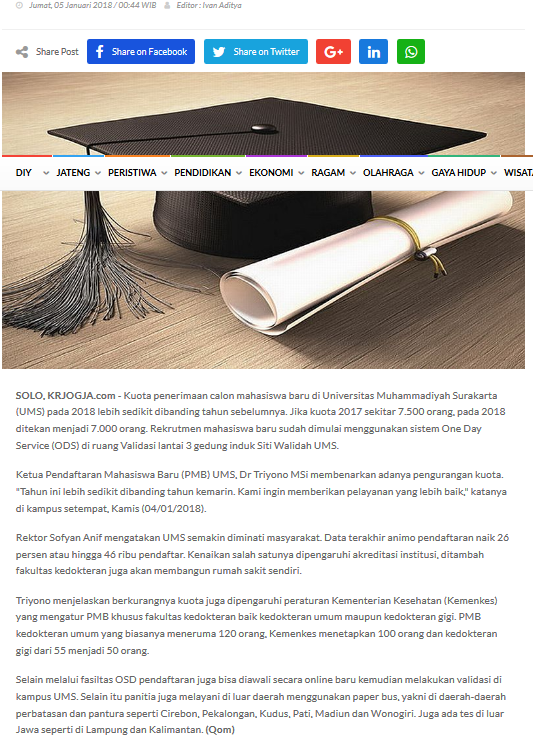 Jumat, 05 Januari 2018 / 00:44 WIB Editor : Ivan Aditya
Share Post Share on Facebook Share on Twitter
DIY JATENG PERISTIWA PENDIDIKAN EKONOMI RAGAM OLAHRAGA GAYA HIDUP WISATA
SOLO, KRJOGJA.com - Kuota penerimaan calon mahasiswa baru di Universitas Muhammadiyah Surakarta
(UMS) pada 2018 lebih sedikit dibanding tahun sebelumnya. Jika kuota 2017 sekitar 7.500 orang, pada 2018
ditekan menjadi 7.000 orang. Rekrutmen mahasiswa baru sudah dimulai menggunakan sistem One Day
Service (ODS) di ruang Validasi lantai 3 gedung induk Siti Walidah UMS.
Ketua Pendaftaran Mahasiswa Baru (PMB) UMS, Dr Triyono MSi membenarkan adanya pengurangan kuota.
"Tahun ini lebih sedikit dibanding tahun kemarin. Kami ingin memberikan pelayanan yang lebih baik," katanya
di kampus setempat, Kamis (04/01/2018).
Rektor Sofyan Anif mengatakan UMS semakin diminati masyarakat. Data terakhir animo pendaftaran naik 26
persen atau hingga 46 ribu pendaftar. Kenaikan salah satunya dipengaruhi akreditasi institusi, ditambah
fakultas kedokteran juga akan membangun rumah sakit sendiri.
Triyono menjelaskan berkurangnya kuota juga dipengaruhi peraturan Kementerian Kesehatan (Kemenkes)
yang mengatur PMB khusus fakultas kedokteran baik kedokteran umum maupun kedokteran gigi. PMB
kedokteran umum yang biasanya meneruma 120 orang, Kemenkes menetapkan 100 orang dan kedokteran
gigi dari 55 menjadi 50 orang.
Selain melalui fasiltas OSD pendaftaran juga bisa diawali secara online baru kemudian melakukan validasi di
kampus UMS. Selain itu panitia juga melayani di luar daerah menggunakan paper bus, yakni di daerah-daerah
perbatasan dan pantura seperti Cirebon, Pekalongan, Kudus, Pati, Madiun dan Wonogiri. Juga ada tes di luar
Jawa seperti di Lampung dan Kalimantan. (Qom)